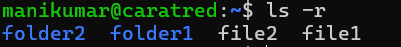 manikumar@caratred:~$ ls -r
folder2  folder1  file2  file1